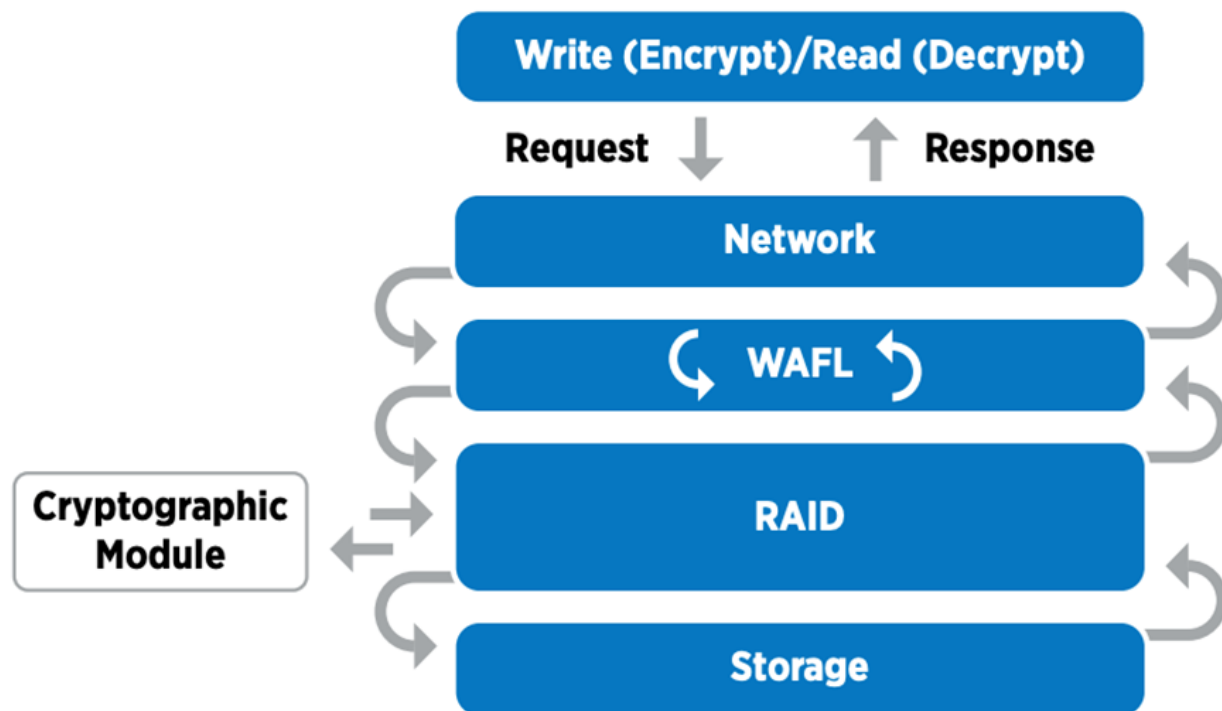 Write (Encrypt)/Read (Decrypt)
Request
Response
Network
WAFL
RAID
Cryptographic
Module
Storage